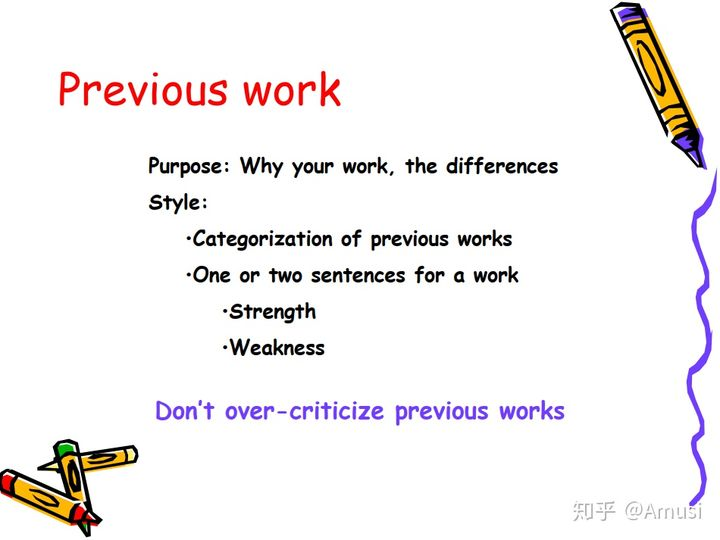 Previous work
Purpose: Why your work, the differences
Style:
•Categorization of previous works
•One or two sentences for a work
•Strength
•Weakness
Don't over-criticize previous works
知乎 @Amusi